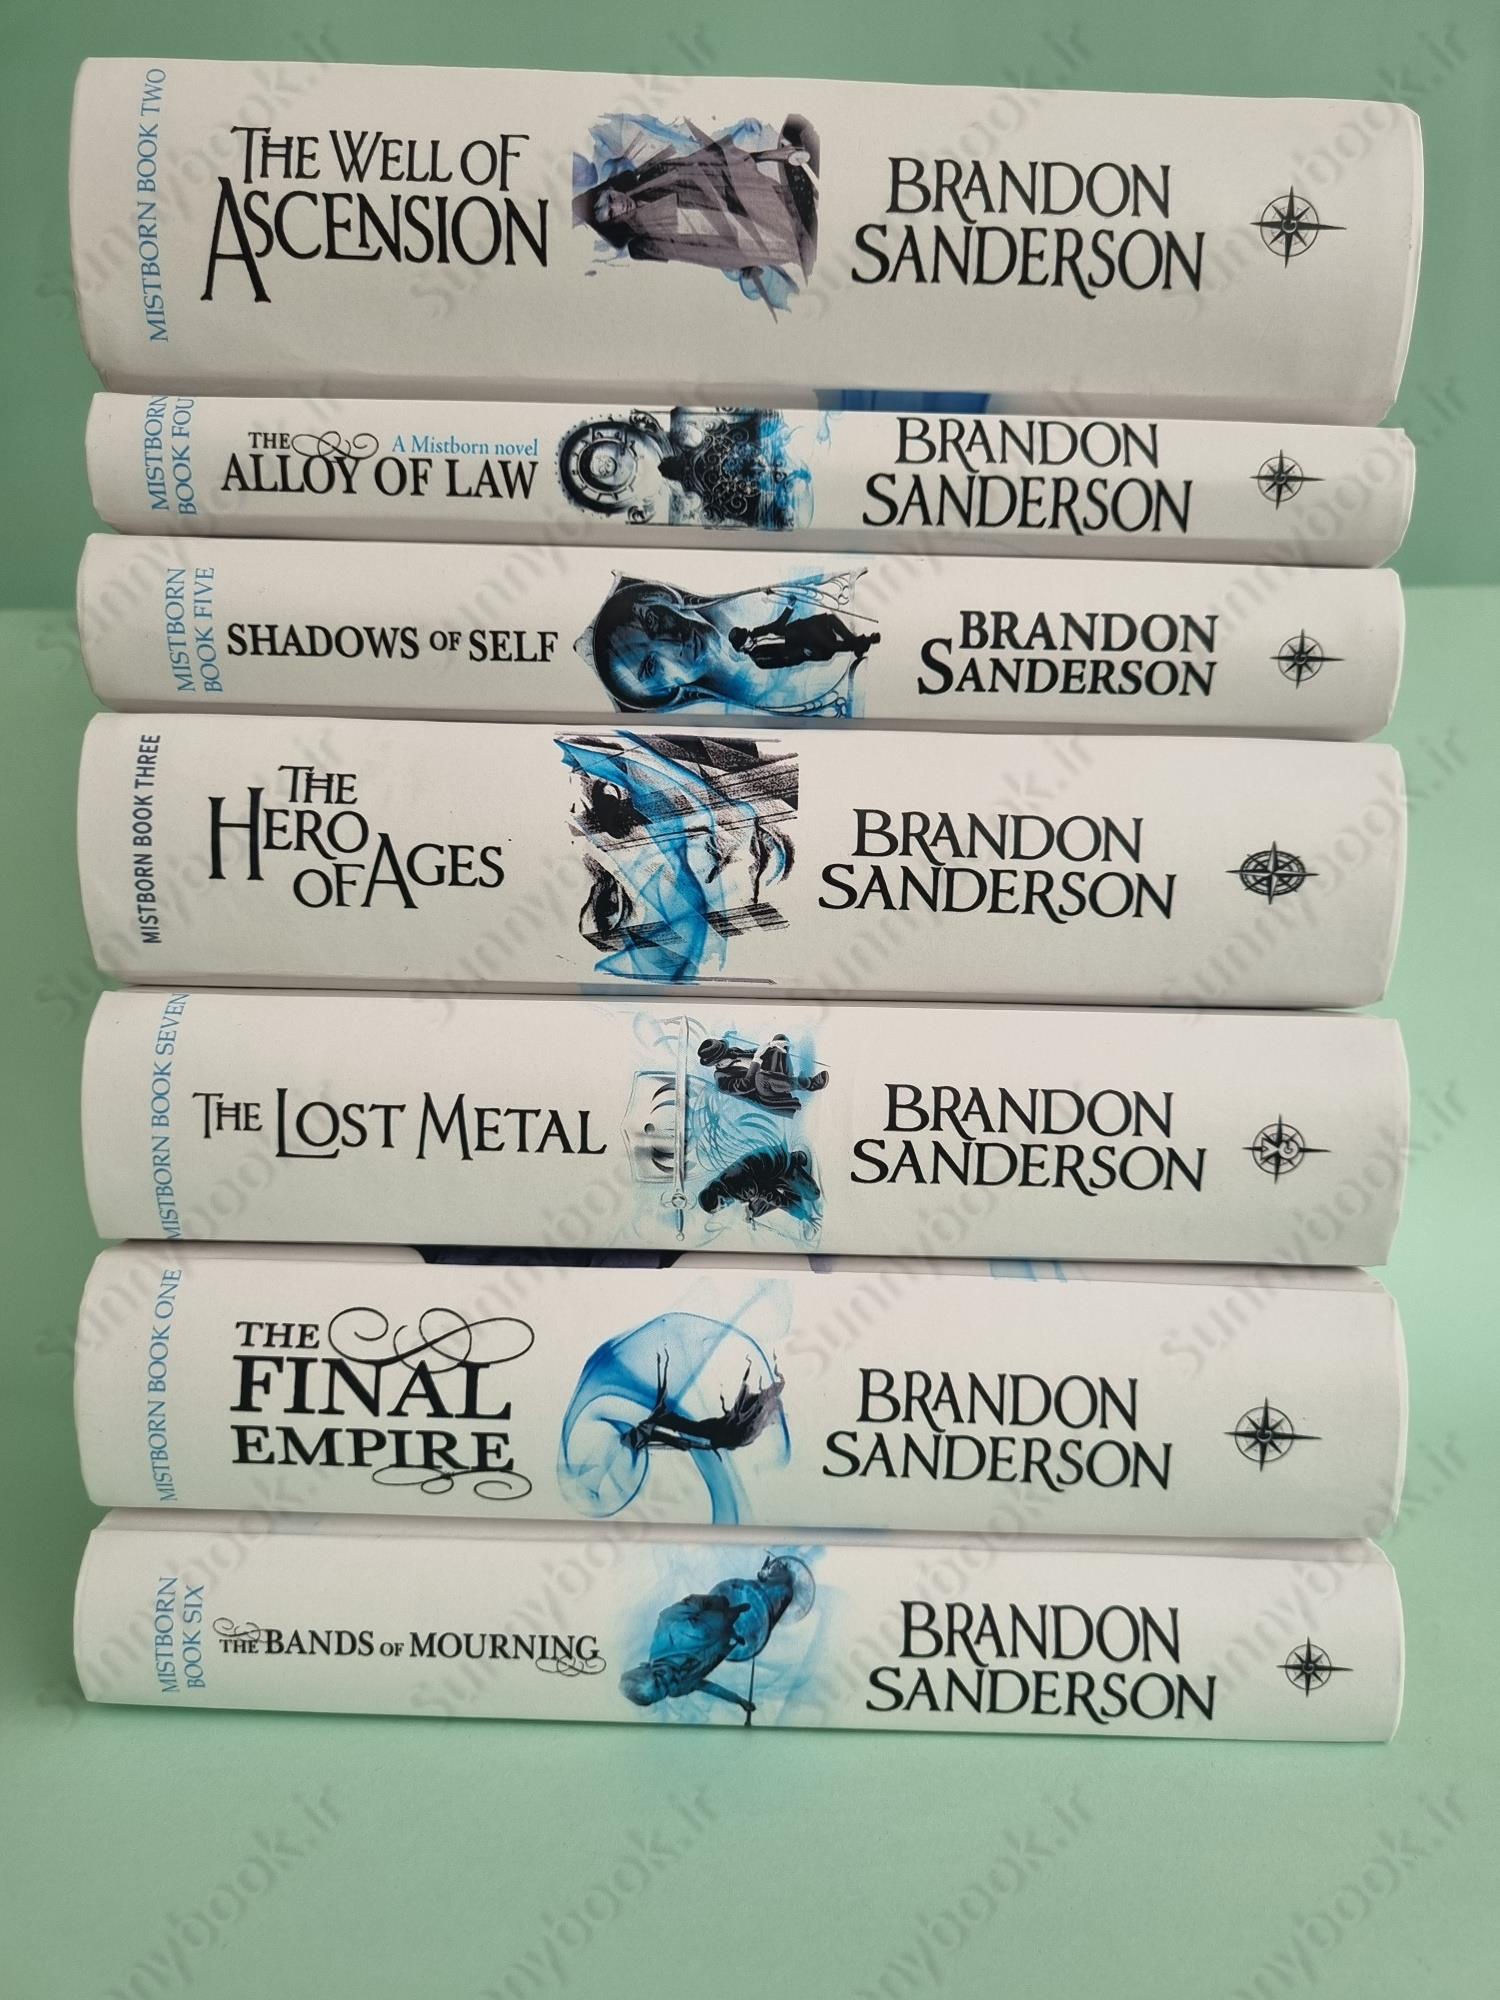 MISTBORN BOOK TWO
THE WELL OF
ASCENSION
BRANDON
SANDERSON
MISTBORN
BOOK FOU
THE
A Mistborn novel
ALLOY OF LAW
BRANDON
SANDERSON
MISTBORN
BOOK FIVE
SHADOWS OF SELF
BRANDON
SANDERSON
MISTBORN BOOK THREE
THE
HERO
OF AGES
BRANDON
SANDERSON
MISTBORN BOOK SEVEN
THE LOST METAL
BRANDON
SANDERSON
MISTBORN BOOK ONE
THE
FINAL
EMPIRE
BRANDON
SANDERSON
MISTBORN
BOOK SIX
THE BANDS OF MOURNING
BRANDON
SANDERSON
sunnybook.ir